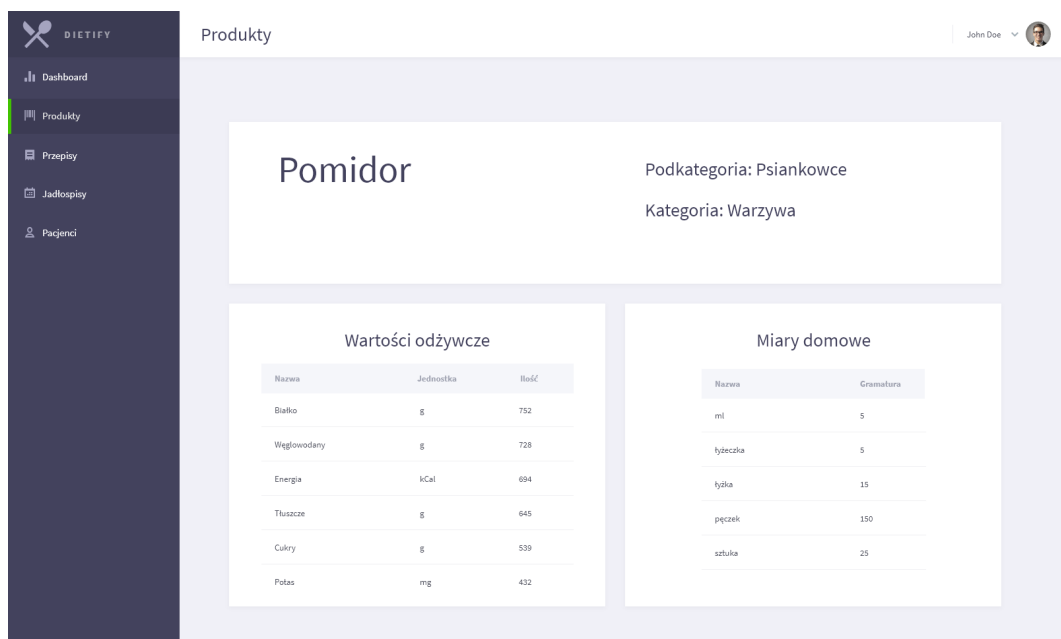 DIETIFY
Produkty
John Doe
Dashboard
Produkty
Przepisy
Jadłospisy
Pacjenci
Pomidor
Podkategoria: Psiankowce
Kategoria: Warzywa
Wartości odżywcze
Nazwa Jednostka Ilość
Białko g 752
Węglowodany g 728
Energia kCal 694
Tłuszcze g 645
Cukry g 539
Potas mg 432
Miary domowe
Nazwa Gramatura
ml 5
łyżeczka 5
łyżka 15
pęczek 150
sztuka 25